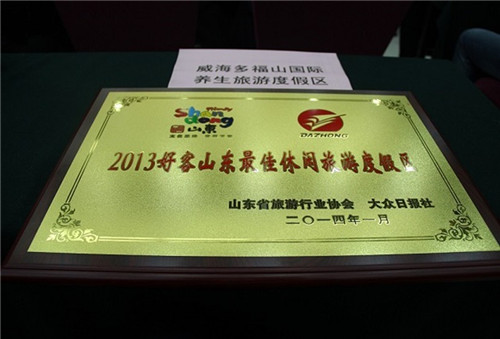 威海多福山国际
养生旅游度假区
Friendly
Shandong
山东
DAZHONG
2013好客山东最佳休闲旅游度假区
山东省旅游行业协会 大众日报社
二〇一四年一月